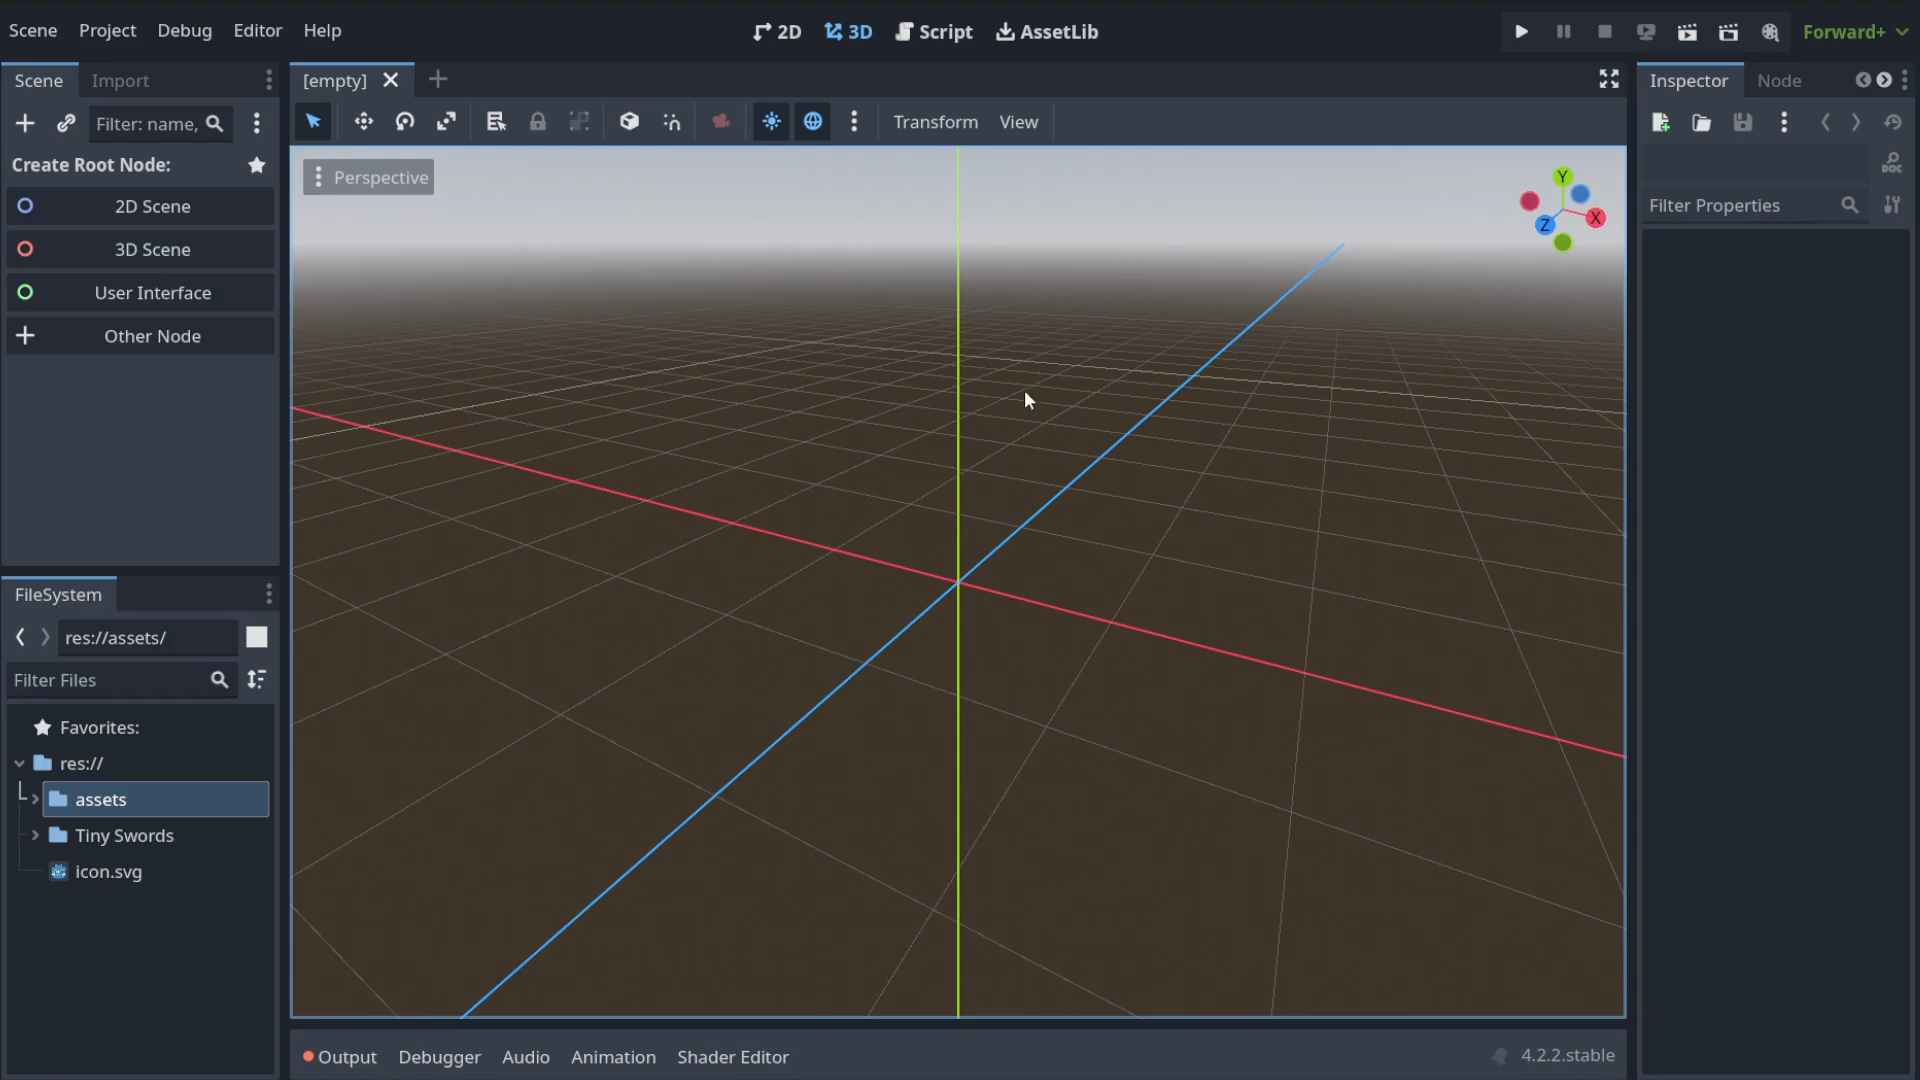 Scene Project Debug Editor Help 2D 3D Script AssetLib Forward+
Scene Import [empty] Inspector Node
Filter: name, Transform View
Create Root Node:
Perspective
Y
X
Z
DOC
2D Scene
3D Scene
User Interface
Other Node
Filter Properties
FileSystem
res://assets/
Filter Files
Favorites:
res://
assets
Tiny Swords
icon.svg
Output Debugger Audio Animation Shader Editor 4.2.2.stable